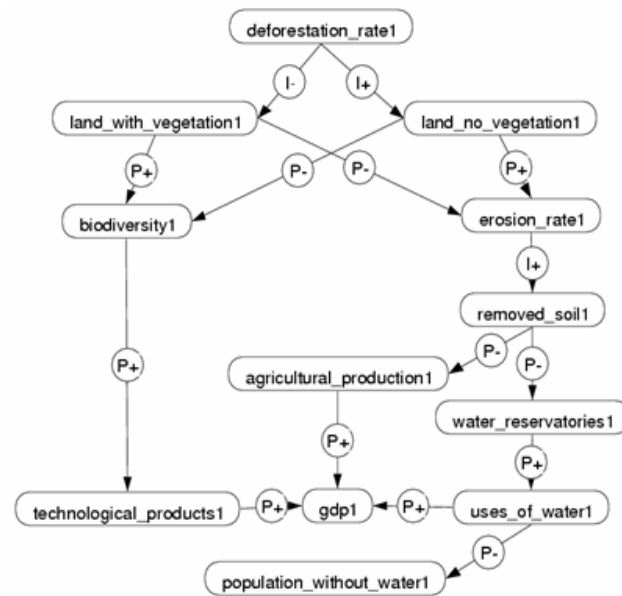 deforestation_rate1
I-
I+
land_with_vegetation1
land_no_vegetation1
P+
P-
P-
P+
biodiversity1
erosion_rate1
I+
removed_soil1
P+
P-
P-
agricultural_production1
water_reservatories1
P+
P+
technological_products1
P+
gdp1
P+
uses_of_water1
P-
population_without_water1